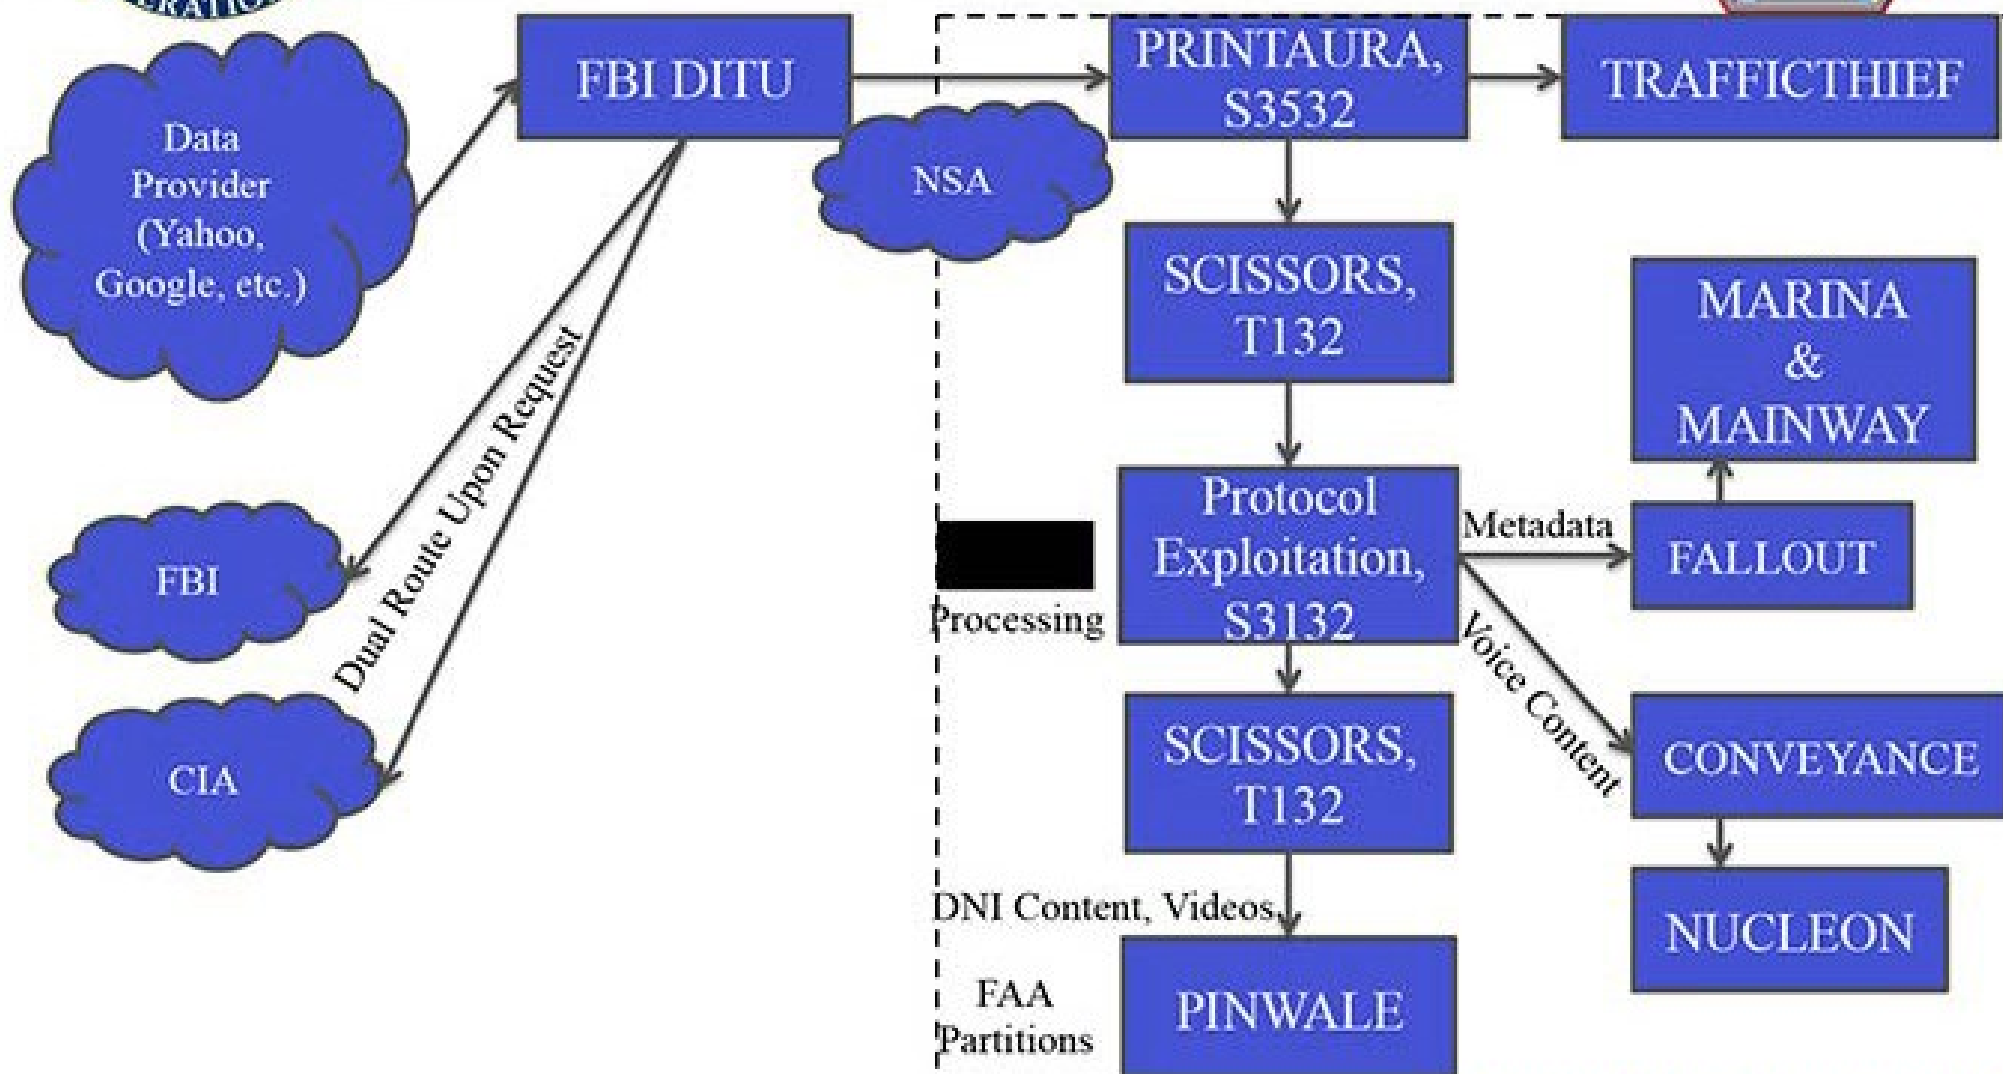 ERATIO
Data
Provider
(Yahoo,
Google, etc.)
FBI DITU
PRINTAURA,
S3532
TRAFFICTHIEF
NSA
SCISSORS,
T132
MARINA
&
MAINWAY
Dual Route Upon Request
FBI
CIA
Processing
Protocol
Exploitation,
S3132
Metadata
FALLOUT
Voice Content
CONVEYANCE
SCISSORS,
T132
NUCLEON
DNI Content, Videos
FAA
Partitions
PINWALE